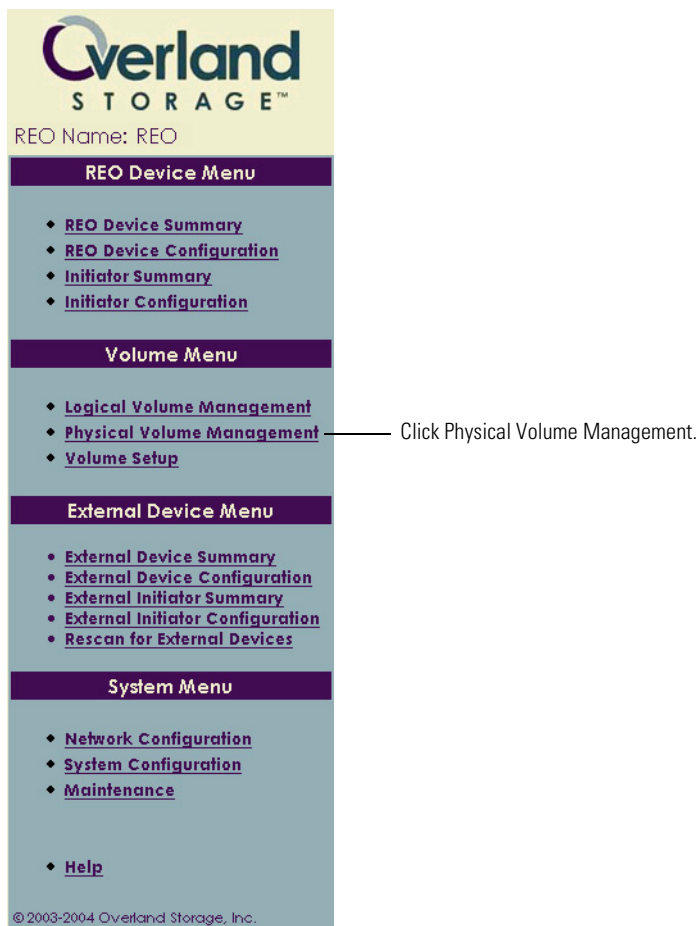 Overland
STORAGE™
REO Name: REO
REO Device Menu
REO Device Summary
REO Device Configuration
Initiator Summary
Initiator Configuration
Volume Menu
Logical Volume Management
Physical Volume Management
Click Physical Volume Management.
Volume Setup
External Device Menu
External Device Summary
External Device Configuration
External Initiator Summary
External Initiator Configuration
Rescan for External Devices
System Menu
Network Configuration
System Configuration
Maintenance
Help
©2003-2004 Overland Storage, Inc.